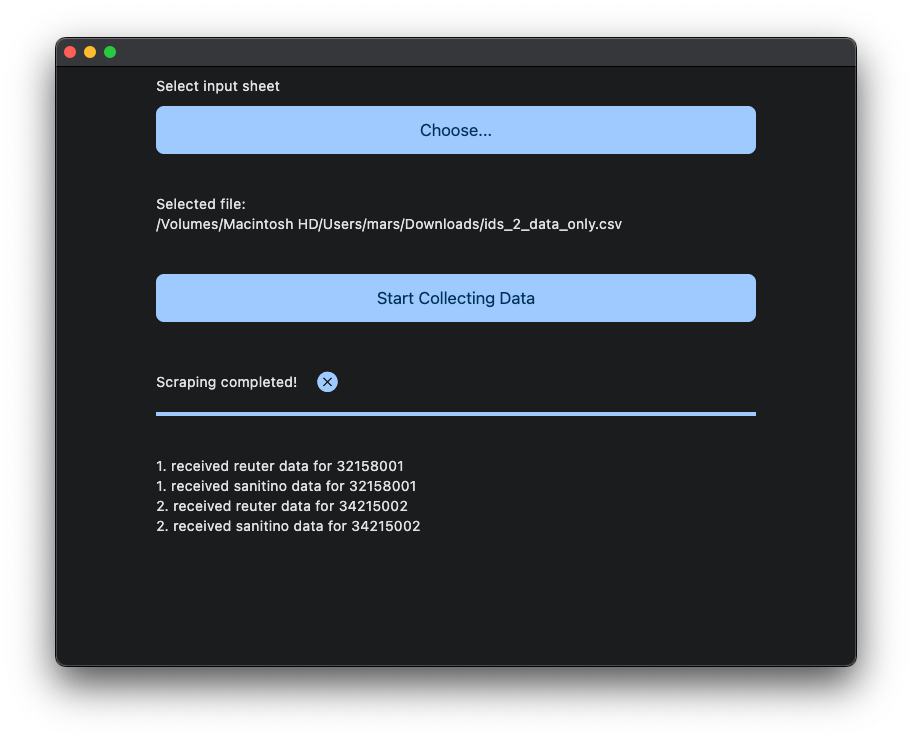 Select input sheet
Choose...
Selected file:
/Volumes/Macintosh HD/Users/mars/Downloads/ids_2_data_only.csv
Start Collecting Data
Scraping completed!
1. received reuter data for 32158001
1. received sanitino data for 32158001
2. received reuter data for 34215002
2. received sanitino data for 34215002